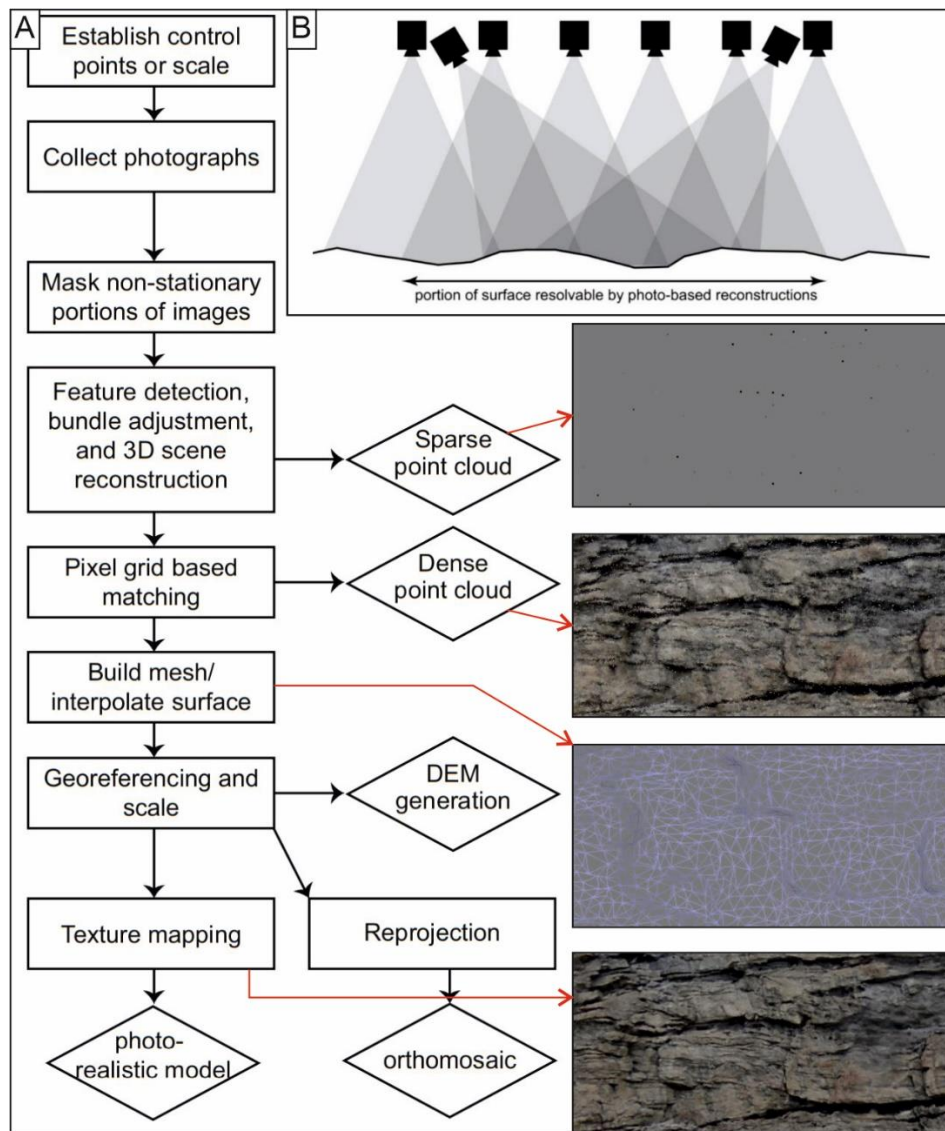 A
Establish control
points or scale
Collect photographs
Mask non-stationary
portions of images
Feature detection,
bundle adjustment,
and 3D scene
reconstruction
Sparse
point cloud
Pixel grid based
matching
Dense
point cloud
Build mesh/
interpolate surface
Georeferencing and
scale
DEM
generation
Texture mapping
Reprojection
photo-
realistic model
orthomosaic
B
portion of surface resolvable by photo-based reconstructions